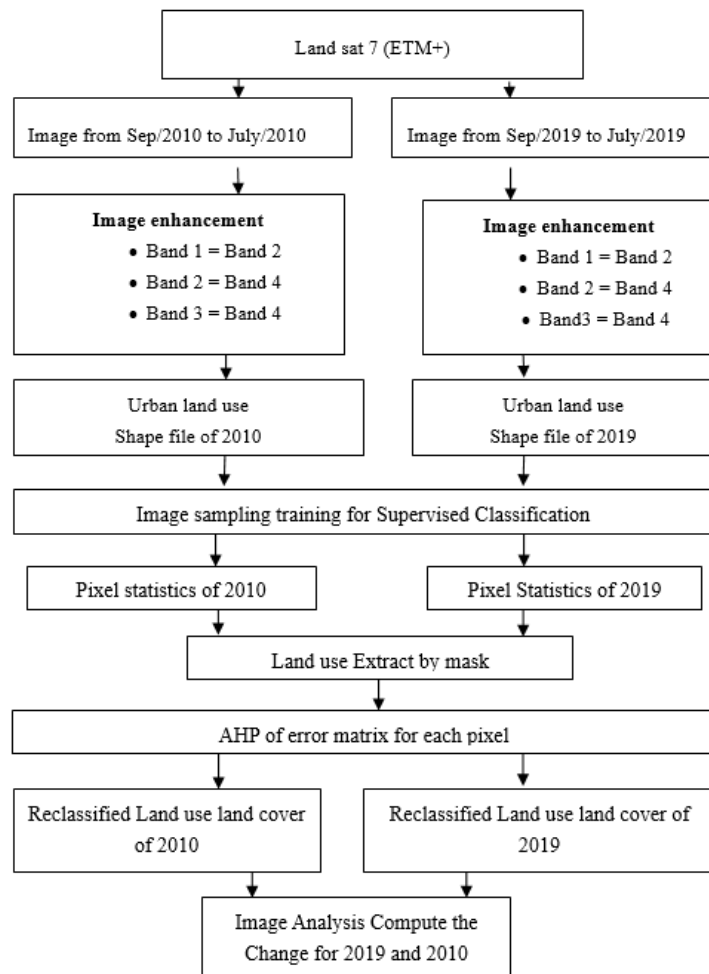 Land sat 7 (ETM+)
Image from Sep/2010 to July/2010
Image from Sep/2019 to July/2019
Image enhancement
• Band 1 = Band 2
• Band 2 = Band 4
• Band 3 = Band 4
Image enhancement
• Band 1 = Band 2
• Band 2 = Band 4
• Band3 = Band 4
Urban land use
Shape file of 2010
Urban land use
Shape file of 2019
Image sampling training for Supervised Classification
Pixel statistics of 2010
Pixel Statistics of 2019
Land use Extract by mask
AHP of error matrix for each pixel
Reclassified Land use land cover
of 2010
Reclassified Land use land cover of
2019
Image Analysis Compute the
Change for 2019 and 2010